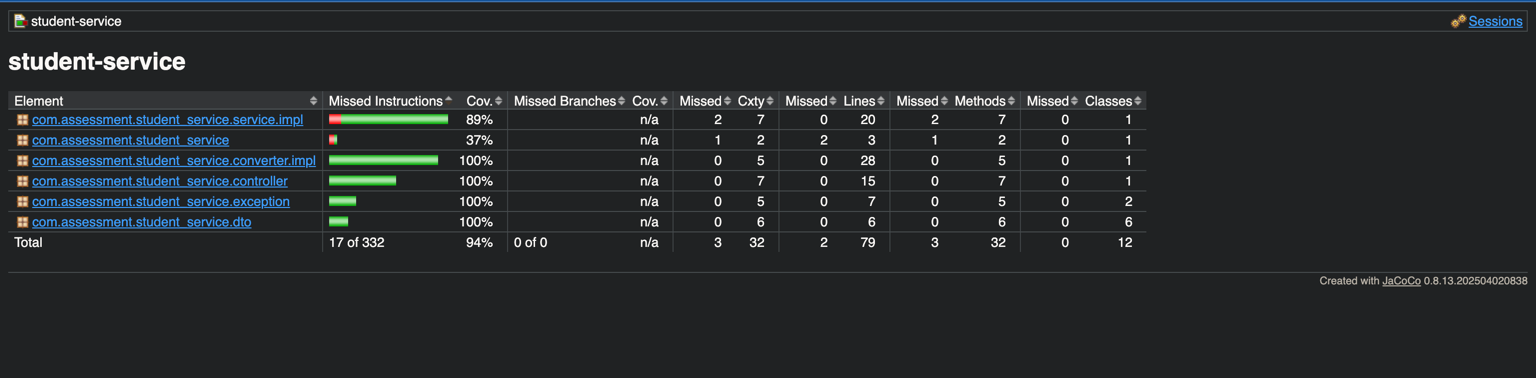 student-service Sessions
student-service
Element Missed Instructions Cov. Missed Branches Cov. Missed Cxty Missed Lines Missed Methods Missed Classes
com.assessment.student_service.service.impl 89% n/a 2 7 0 20 2 7 0 1
com.assessment.student_service 37% n/a 1 2 2 3 1 2 0 1
com.assessment.student_service.converter.impl 100% n/a 0 5 0 28 0 5 0 1
com.assessment.student_service.controller 100% n/a 0 7 0 15 0 7 0 1
com.assessment.student_service.exception 100% n/a 0 5 0 7 0 5 0 2
com.assessment.student_service.dto 100% n/a 0 6 0 6 0 6 0 6
Total 17 of 332 94% 0 of 0 n/a 3 32 2 79 3 32 0 12
Created with JaCoCo 0.8.13.202504020838